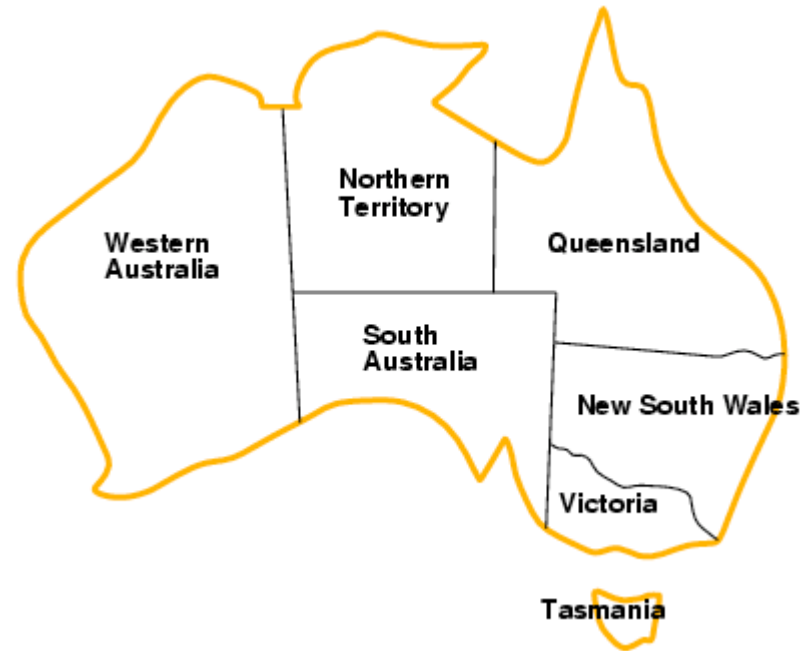 Northern
Territory
Western
Australia
Queensland
South
Australia
New South Wales
Victoria
Tasmania